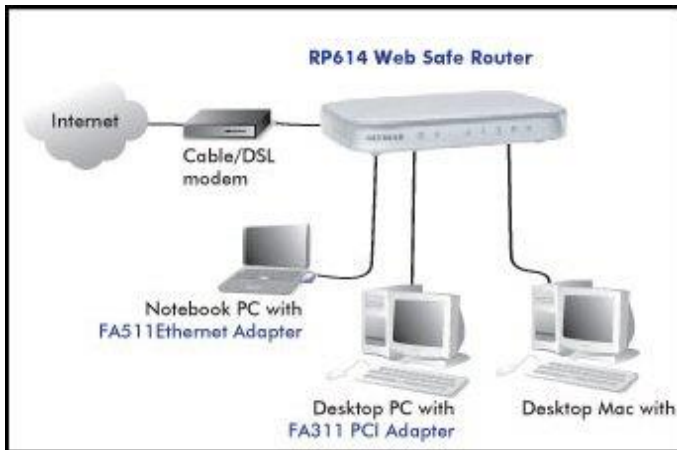 RP614 Web Safe Router
Internet
NETGEAR
Cable/DSL
modem
Notebook PC with
FA511Ethernet Adapter
Desktop PC with
FA311 PCI Adapter
Desktop Mac with